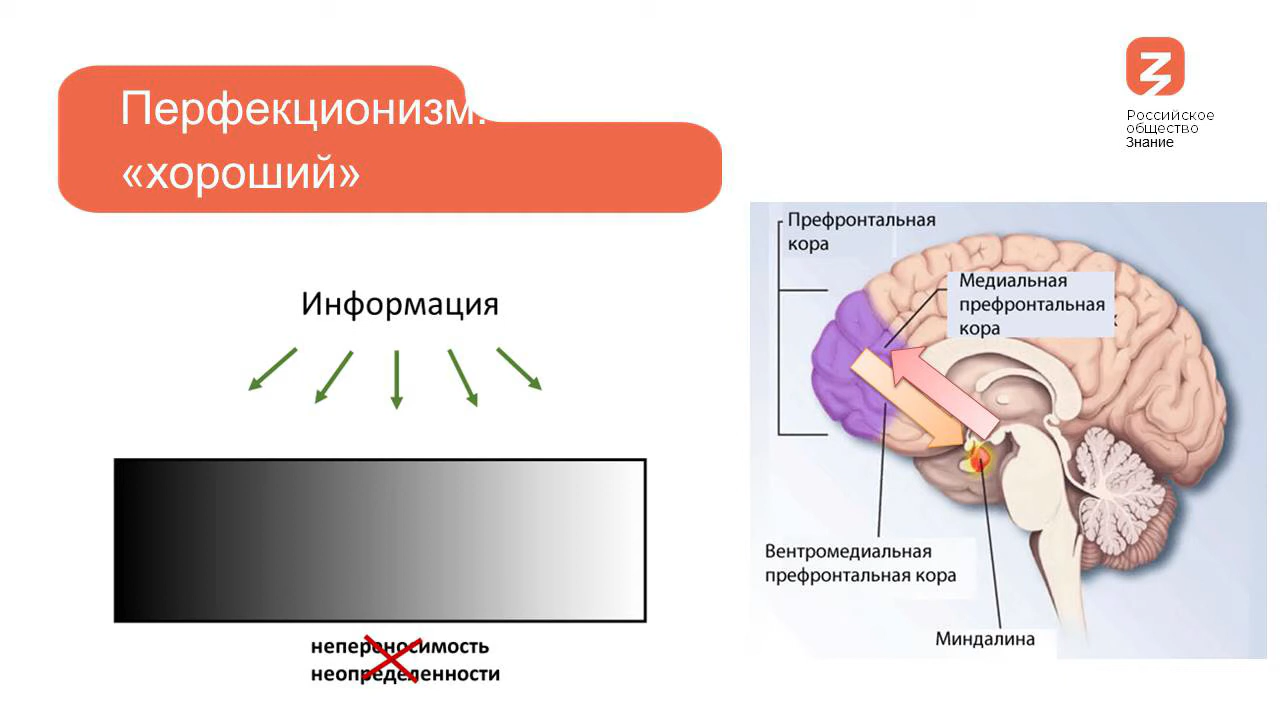 Перфекционизм:
«хороший»
Российское
общество
Знание
Информация
непереносимость
неопределенности
Префронтальная
кора
Медиальная
префронтальная
кора
Вентромедиальная
префронтальная кора
Миндалина